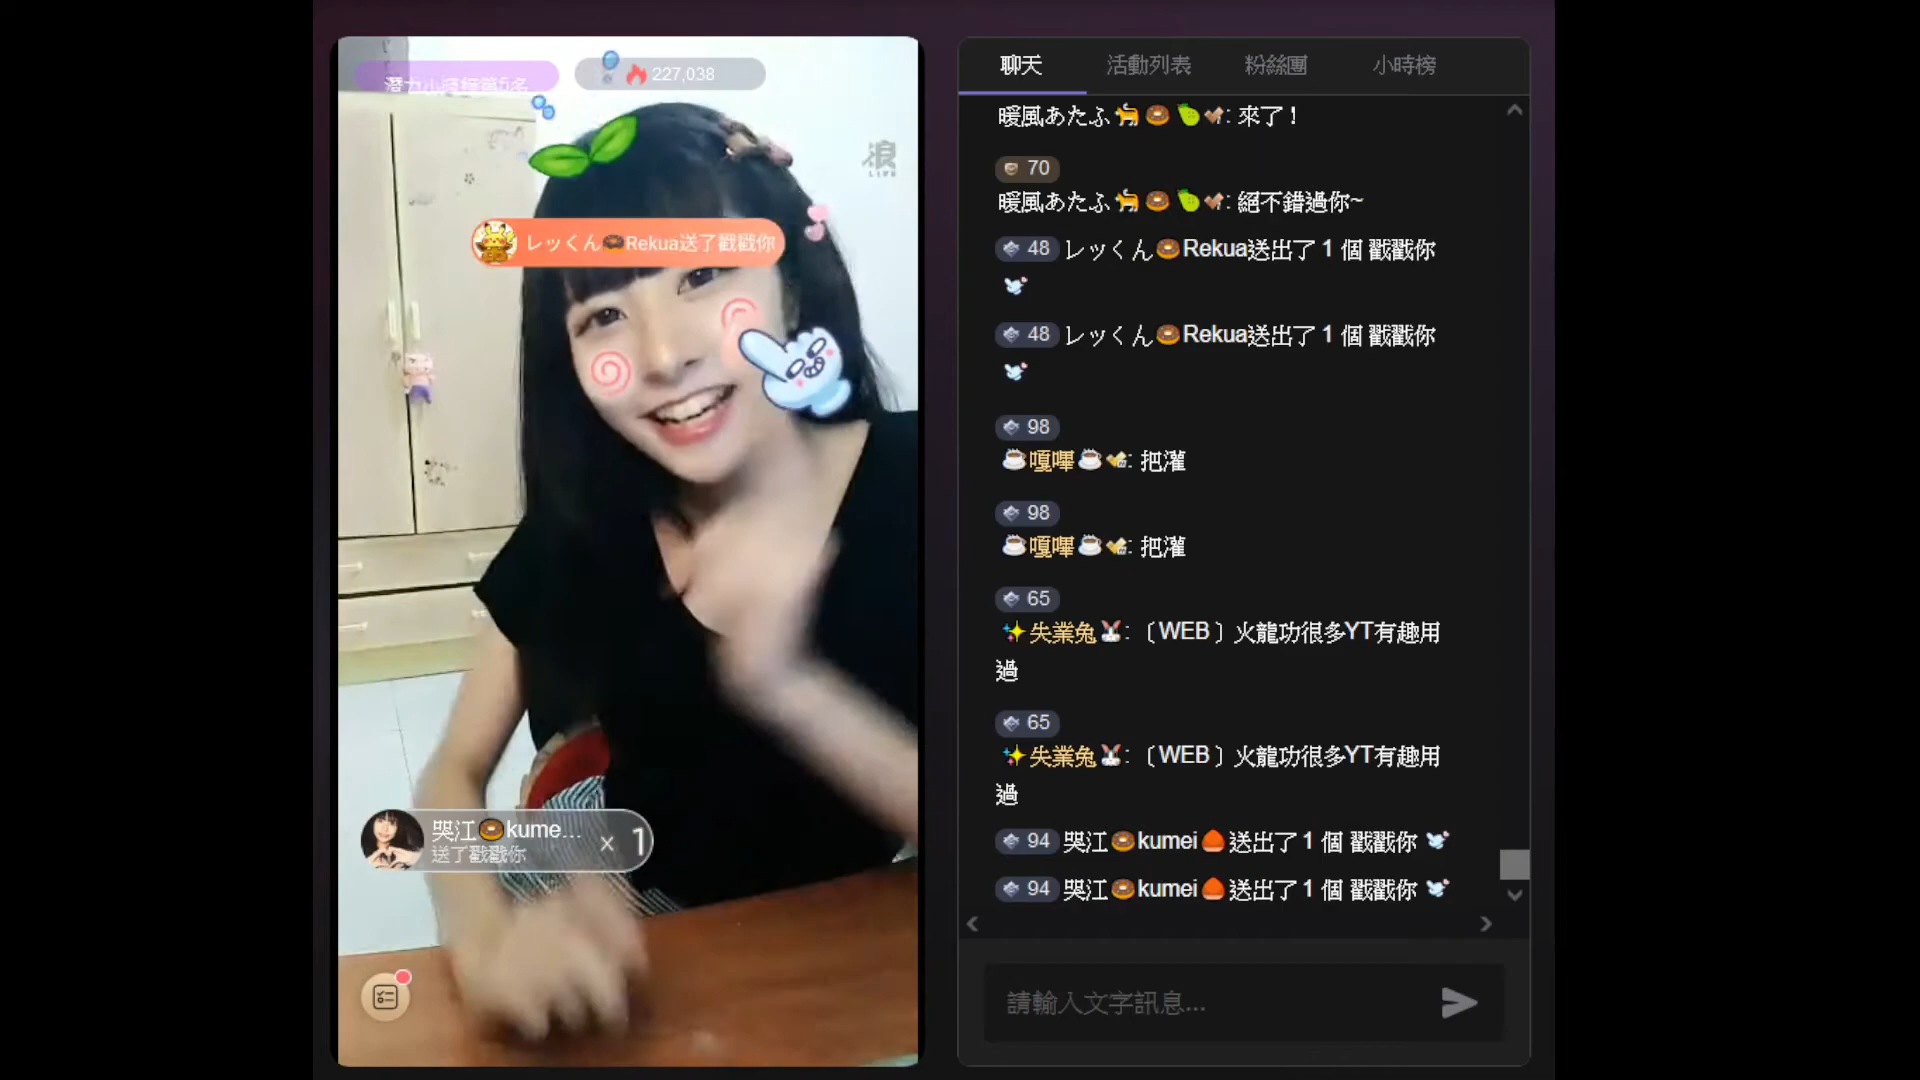 227,038
浪
LIVE
レッくん🍩Rekua送了戳戳你
哭江🍩kume...
送了戳戳你
× 1
聊天 活動列表 粉絲團 小時榜
暖風あたふ🐈🍩🍐: 來了！
70
暖風あたふ🐈🍩🍐: 絕不錯過你~
48 レッくん🍩Rekua送出了 1 個 戳戳你
48 レッくん🍩Rekua送出了 1 個 戳戳你
98
☕嘎嗶☕: 把灌
98
☕嘎嗶☕: 把灌
65
✨失業兔🐰:〔WEB〕火龍功很多YT有趣用
過
65
✨失業兔🐰:〔WEB〕火龍功很多YT有趣用
過
94 哭江🍩kumei🌰送出了 1 個 戳戳你
94 哭江🍩kumei🌰送出了 1 個 戳戳你
請輸入文字訊息...